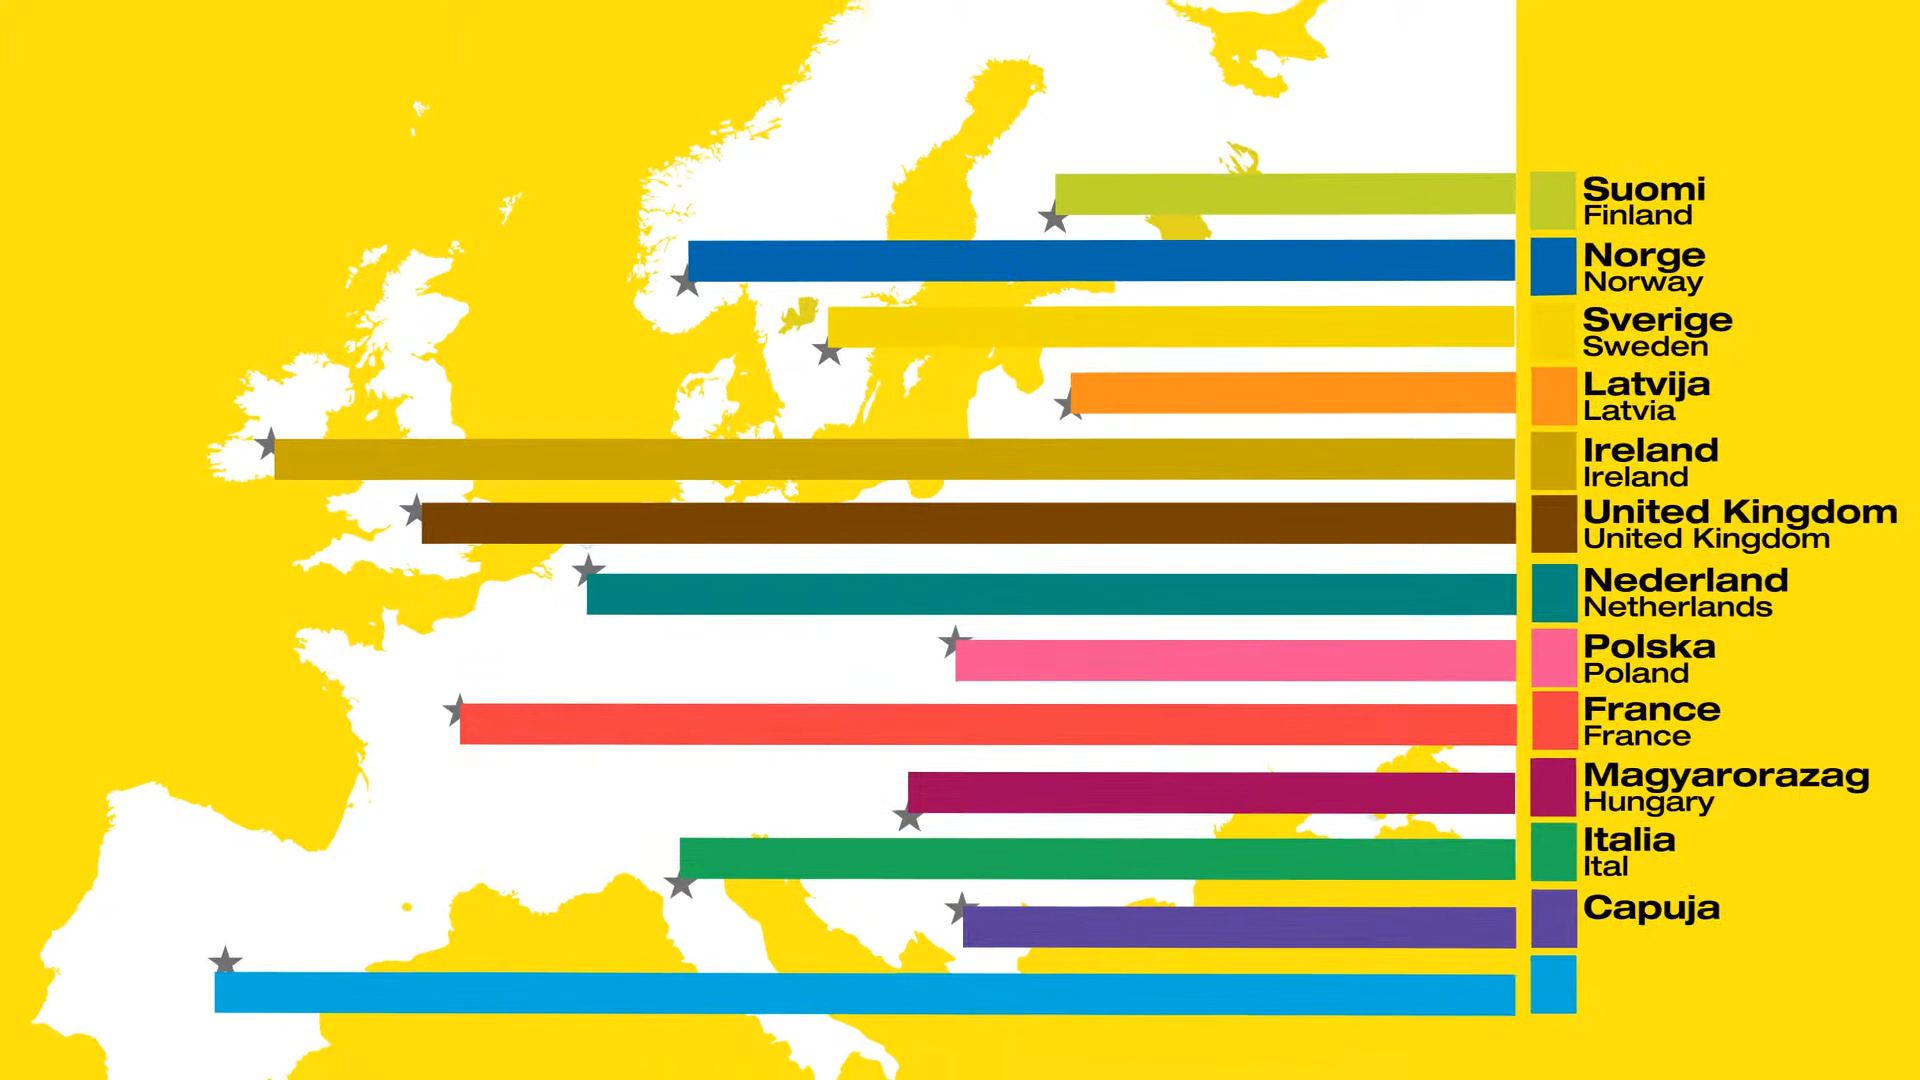 Suomi
Finland
Norge
Norway
Sverige
Sweden
Latvija
Latvia
Ireland
Ireland
United Kingdom
United Kingdom
Nederland
Netherlands
Polska
Poland
France
France
Magyarorazag
Hungary
Italia
Ital
Capuja